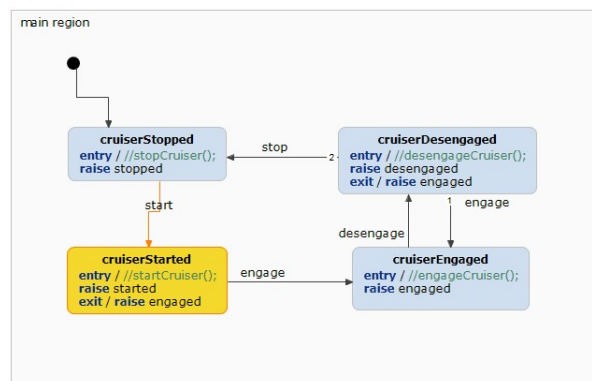 main region
cruiserStopped
entry / //stopCruiser();
raise stopped
cruiserDesengaged
entry / //desengageCruiser();
raise desengaged
exit / raise engaged
stop
2
start
1
engage
desengage
cruiserStarted
entry / //startCruiser();
raise started
exit / raise engaged
engage
cruiserEngaged
entry / //engageCruiser();
raise engaged